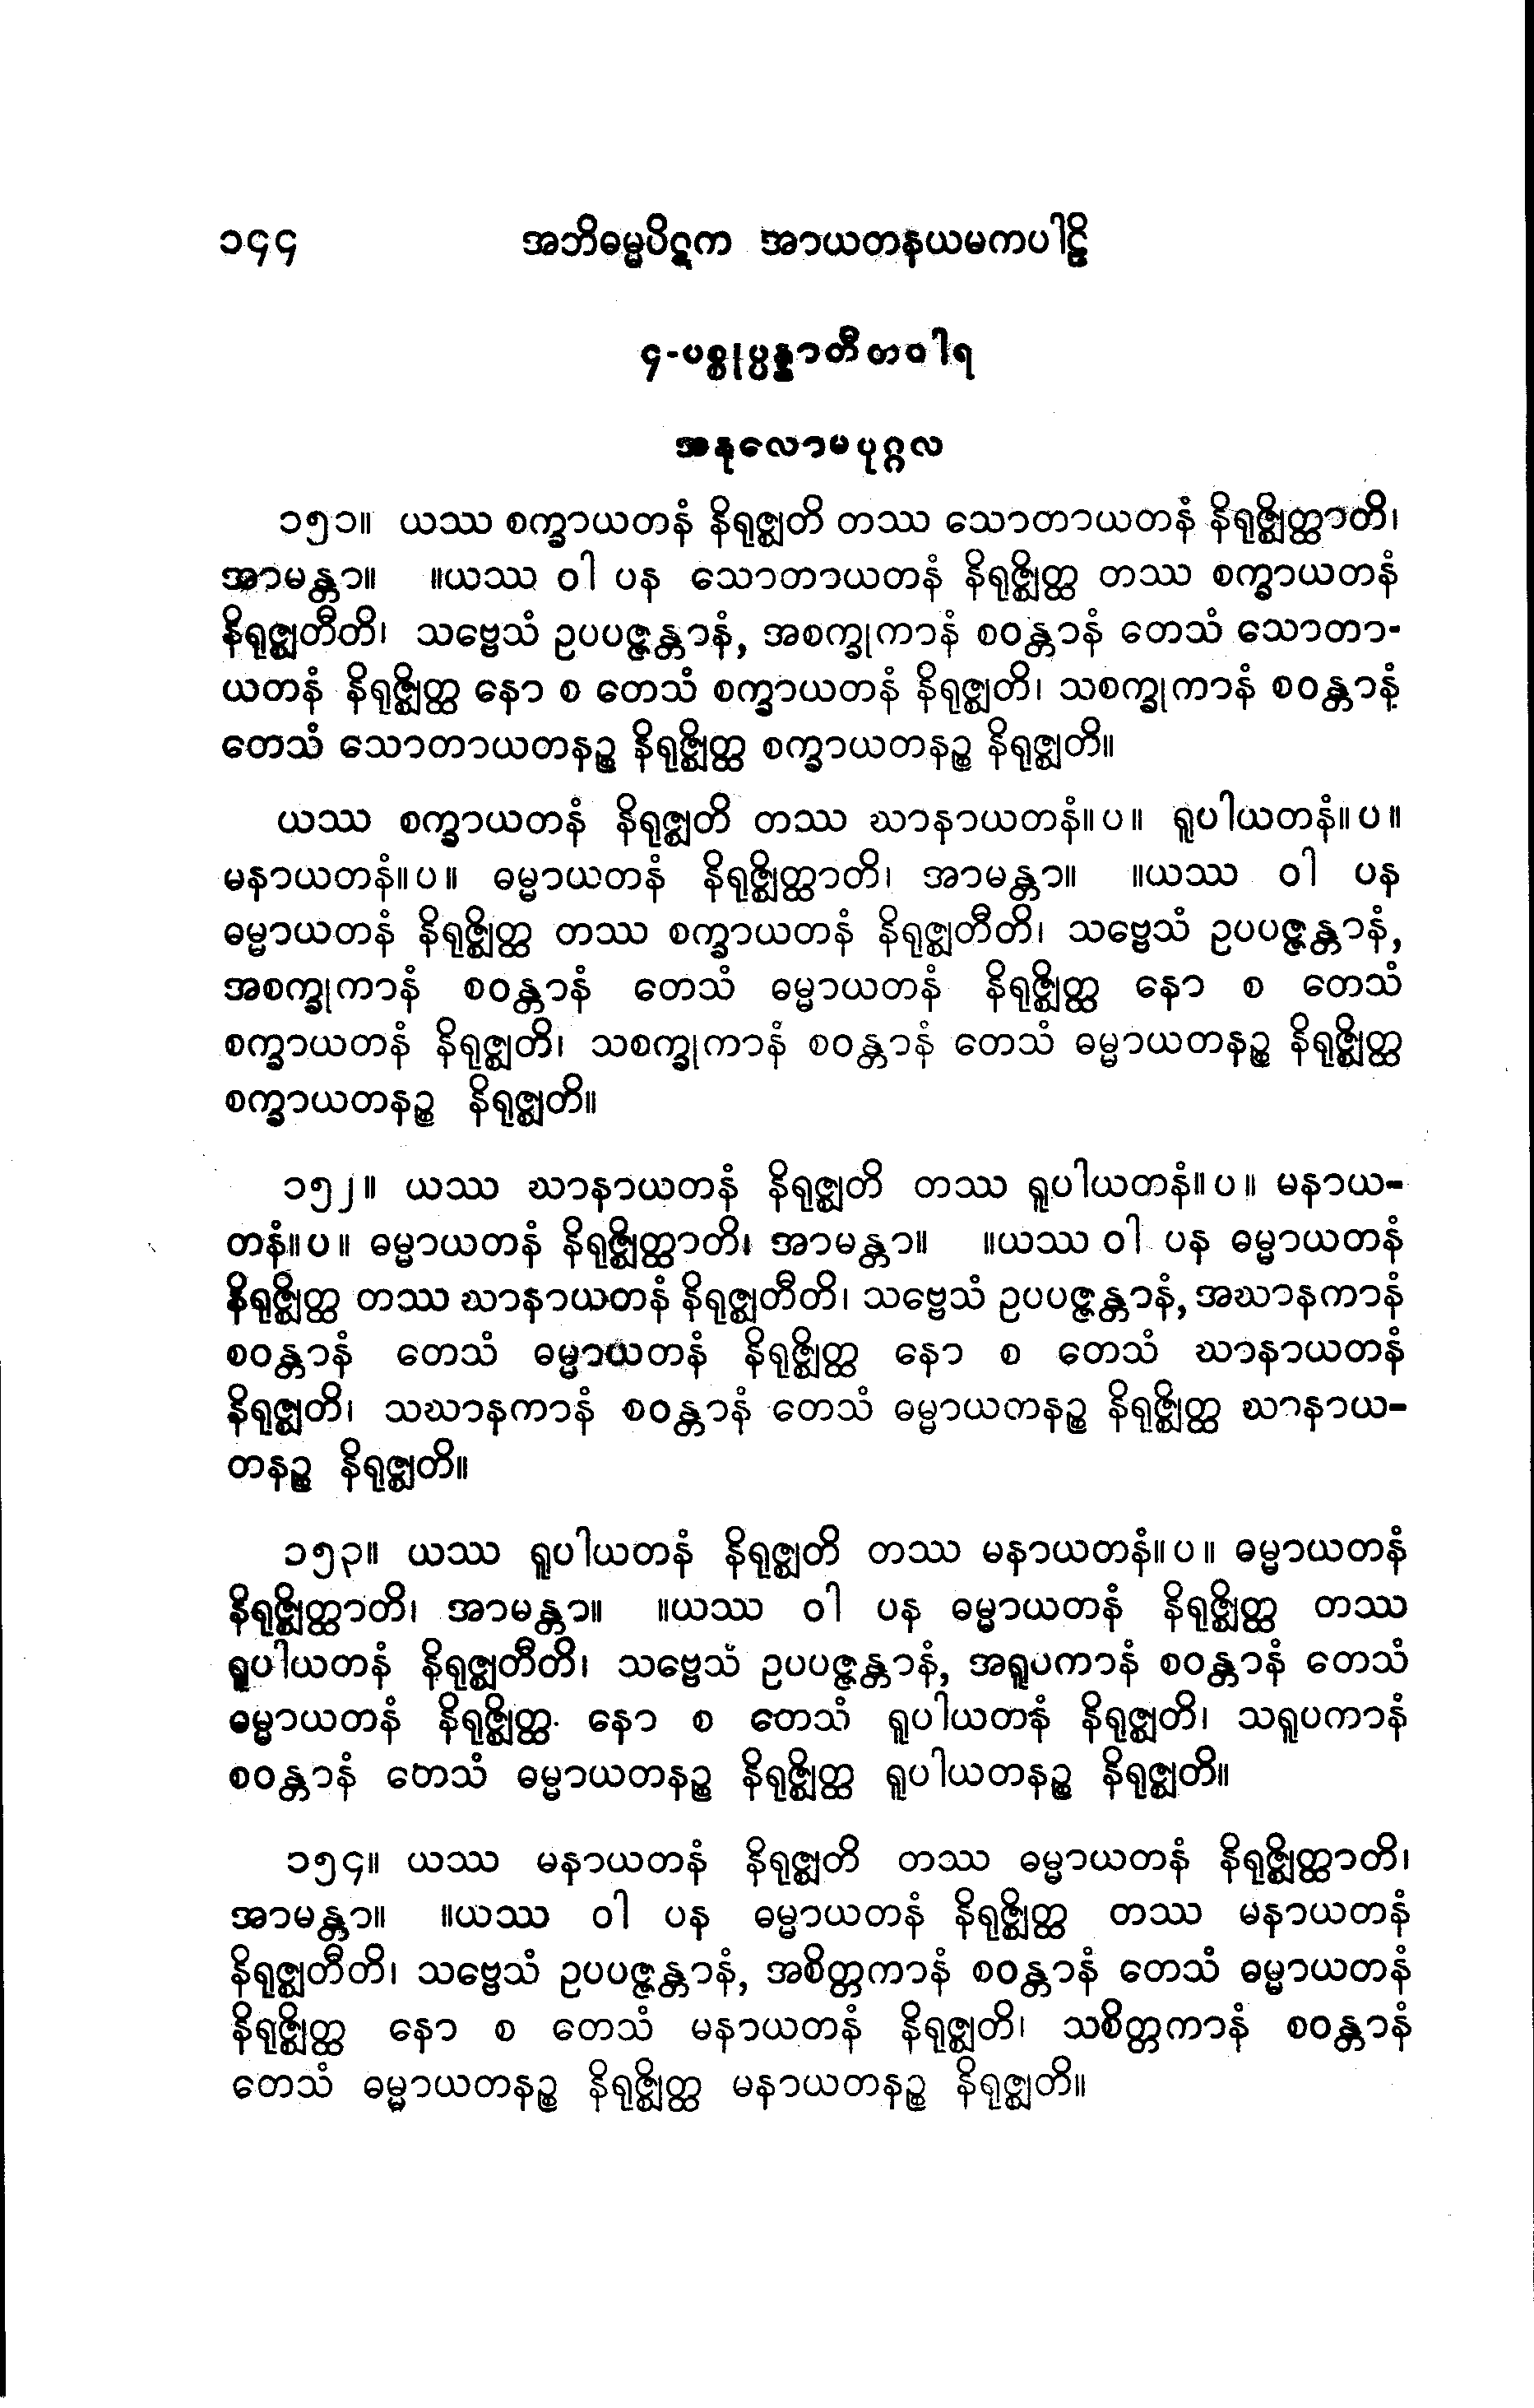 ၁၄၄ အဘိဓမ္မပိဋက အာယတနယမကပါဠိ
၄-ပစ္စုပ္ပန္နာတီတဝါရ
အနုလောမပုဂ္ဂလ
၁၅၁။ ယဿ စက္ခာယတနံ နိရုဇ္ဈတိ တဿ သောတာယတနံ နိရုဇ္ဈိတ္ထာတိ၊
အာမန္တာ။ ။ယဿ ဝါ ပန သောတာယတနံ နိရုဇ္ဈိတ္ထ တဿ စက္ခာယတနံ
နိရုဇ္ဈတီတိ၊ သဗ္ဗေသံ ဥပပဇ္ဇန္တာနံ, အစက္ခုကာနံ စဝန္တာနံ တေသံ သောတာ-
ယတနံ နိရုဇ္ဈိတ္ထ နော စ တေသံ စက္ခာယတနံ နိရုဇ္ဈတိ၊ သစက္ခုကာနံ စဝန္တာနံ့
တေသံ သောတာယတနဉ္စ နိရုဇ္ဈိတ္ထ စက္ခာယတနဉ္စ နိရုဇ္ဈတိ။
ယဿ စက္ခာယတနံ နိရုဇ္ဈတိ တဿ ဃာနာယတနံ။ပ။ ရူပါယတနံ။ပ။
မနာယတနံ။ပ။ ဓမ္မာယတနံ နိရုဇ္ဈိတ္ထာတိ၊ အာမန္တာ။ ။ယဿ ဝါ ပန
ဓမ္မာယတနံ နိရုဇ္ဈိတ္ထ တဿ စက္ခာယတနံ နိရုဇ္ဈတီတိ၊ သဗ္ဗေသံ ဥပပဇ္ဇန္တာနံ,
အစက္ခုကာနံ စဝန္တာနံ တေသံ ဓမ္မာယတနံ နိရုဇ္ဈိတ္ထ နော စ တေသံ
စက္ခာယတနံ နိရုဇ္ဈတိ၊ သစက္ခုကာနံ စဝန္တာနံ တေသံ ဓမ္မာယတနဉ္စ နိရုဇ္ဈိတ္ထ
စက္ခာယတနဉ္စ နိရုဇ္ဈတိ။
၁၅၂။ ယဿ ဃာနာယတနံ နိရုဇ္ဈတိ တဿ ရူပါယတနံ။ပ။ မနာယ-
တနံ။ပ။ ဓမ္မာယတနံ နိရုဇ္ဈိတ္ထာတိ၊ အာမန္တာ။ ။ယဿ ဝါ ပန ဓမ္မာယတနံ
နိရုဇ္ဈိတ္ထ တဿ ဃာနာယတနံ နိရုဇ္ဈတီတိ၊ သဗ္ဗေသံ ဥပပဇ္ဇန္တာနံ, အဃာနကာနံ
စဝန္တာနံ တေသံ ဓမ္မာယတနံ နိရုဇ္ဈိတ္ထ နော စ တေသံ ဃာနာယတနံ
နိရုဇ္ဈတိ၊ သဃာနကာနံ စဝန္တာနံ တေသံ ဓမ္မာယတနဉ္စ နိရုဇ္ဈိတ္ထ ဃာနာယ-
တနဉ္စ နိရုဇ္ဈတိ။
၁၅၃။ ယဿ ရူပါယတနံ နိရုဇ္ဈတိ တဿ မနာယတနံ။ပ။ ဓမ္မာယတနံ
နိရုဇ္ဈိတ္ထာတိ၊ အာမန္တာ။ ။ယဿ ဝါ ပန ဓမ္မာယတနံ နိရုဇ္ဈိတ္ထ တဿ
ရူပါယတနံ နိရုဇ္ဈတီတိ၊ သဗ္ဗေသံ ဥပပဇ္ဇန္တာနံ, အရူပကာနံ စဝန္တာနံ တေသံ
ဓမ္မာယတနံ နိရုဇ္ဈိတ္ထ နော စ တေသံ ရူပါယတနံ နိရုဇ္ဈတိ၊ သရူပကာနံ
စဝန္တာနံ တေသံ ဓမ္မာယတနဉ္စ နိရုဇ္ဈိတ္ထ ရူပါယတနဉ္စ နိရုဇ္ဈတိ။
၁၅၄။ ယဿ မနာယတနံ နိရုဇ္ဈတိ တဿ ဓမ္မာယတနံ နိရုဇ္ဈိတ္ထာတိ၊
အာမန္တာ။ ။ယဿ ဝါ ပန ဓမ္မာယတနံ နိရုဇ္ဈိတ္ထ တဿ မနာယတနံ
နိရုဇ္ဈတီတိ၊ သဗ္ဗေသံ ဥပပဇ္ဇန္တာနံ, အစိတ္တကာနံ စဝန္တာနံ တေသံ ဓမ္မာယတနံ
နိရုဇ္ဈိတ္ထ နော စ တေသံ မနာယတနံ နိရုဇ္ဈတိ၊ သစိတ္တကာနံ စဝန္တာနံ
တေသံ ဓမ္မာယတနဉ္စ နိရုဇ္ဈိတ္ထ မနာယတနဉ္စ နိရုဇ္ဈတိ။